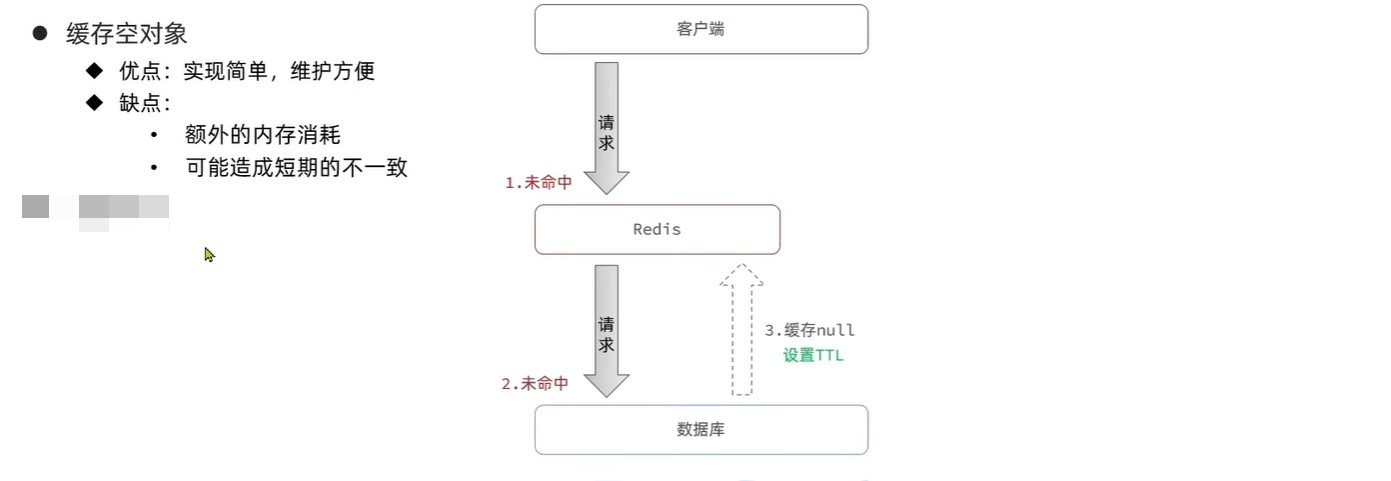 缓存空对象
优点：实现简单，维护方便
缺点：
额外的内存消耗
可能造成短期的不一致
客户端
请求
1.未命中
Redis
请求
2.未命中
3.缓存null
设置TTL
数据库